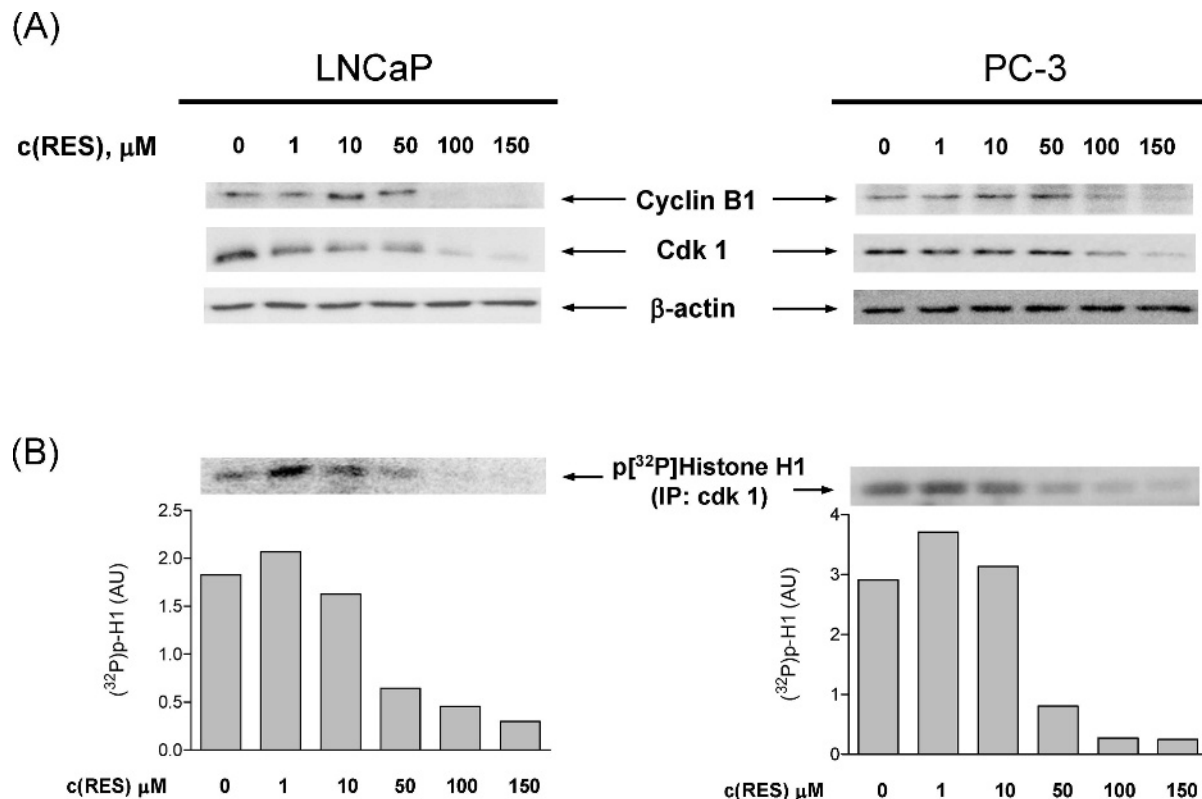 (A)
LNCaP
PC-3
c(RES), μM 0 1 10 50 100 150
0 1 10 50 100 150
Cyclin B1
Cdk 1
β-actin
(B)
p[³²P]Histone H1
(IP: cdk 1)
(³²P)p-H1 (AU)
2.5
2.0
1.5
1.0
0.5
0.0
c(RES) μM 0 1 10 50 100 150
(³²P)p-H1 (AU)
4
3
2
1
0
c(RES) μM 0 1 10 50 100 150